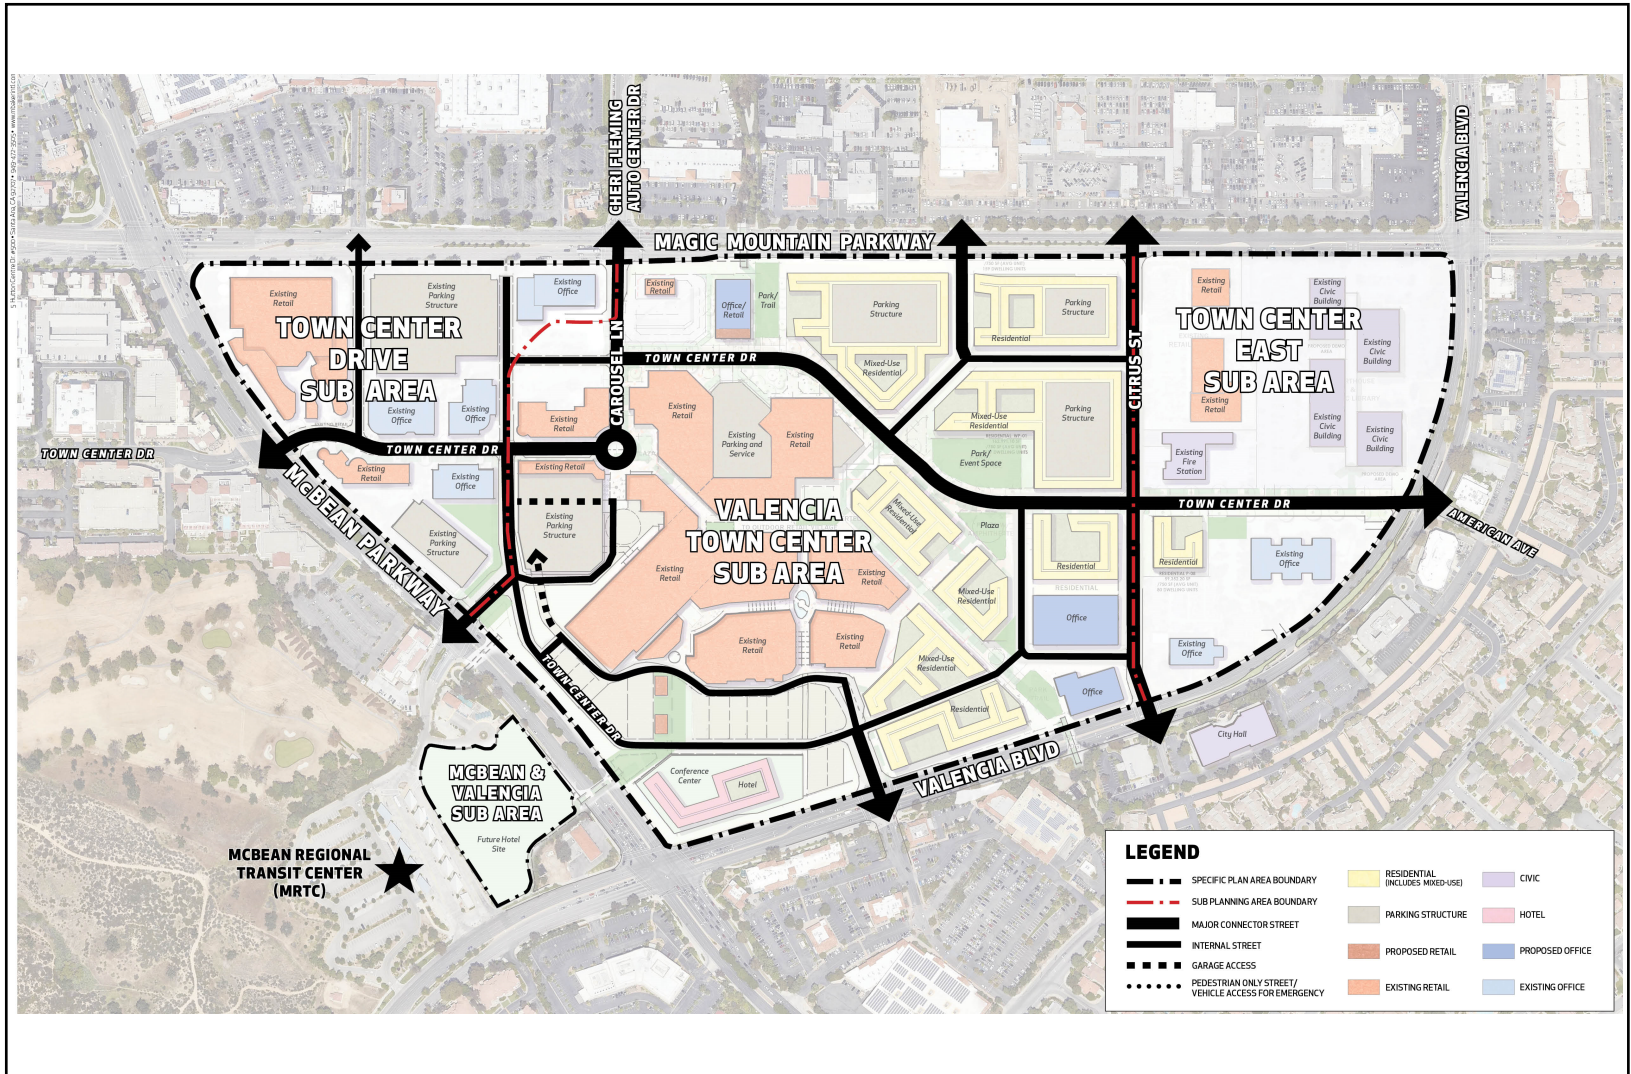 CHERI FLEMING
AUTO CENTER DR
VALENCIA BLVD
MAGIC MOUNTAIN PARKWAY
Existing
Retail
Existing
Parking
Structure
Existing
Office
Existing
Retail
Office/
Retail
Park/
Trail
Parking
Structure
Parking
Structure
Residential
Existing
Retail
Existing
Civic
Building
Existing
Civic
Building
TOWN CENTER
DRIVE
SUB AREA
TOWN CENTER
EAST
SUB AREA
CAROUSEL LN
TOWN CENTER DR
CITRUS ST
Mixed-Use
Residential
Existing
Office
Existing
Office
Existing
Retail
Existing
Retail
Existing
Parking and
Service
Existing
Retail
Mixed-Use
Residential
Parking
Structure
Existing
Retail
Existing
Civic
Building
Existing
Civic
Building
TOWN CENTER DR
TOWN CENTER DR
Existing
Retail
Existing
Office
Existing Retail
Park/
Event Space
Existing
Fire
Station
McBEAN PARKWAY
Existing
Parking
Structure
Existing
Parking
Structure
VALENCIA
TOWN CENTER
SUB AREA
Mixed-Use
Residential
Plaza
TOWN CENTER DR
AMERICAN AVE
Existing
Retail
Existing
Retail
Mixed-Use
Residential
Residential
RESIDENTIAL
Residential
Existing
Office
Office
Existing
Retail
Existing
Retail
Mixed-Use
Residential
Existing
Office
TOWN CENTER DR
Residential
Office
City Hall
VALENCIA BLVD
Conference
Center
Hotel
MCBEAN &
VALENCIA
SUB AREA
Future Hotel
Site
MCBEAN REGIONAL
TRANSIT CENTER
(MRTC)
LEGEND
SPECIFIC PLAN AREA BOUNDARY
SUB PLANNING AREA BOUNDARY
MAJOR CONNECTOR STREET
INTERNAL STREET
GARAGE ACCESS
PEDESTRIAN ONLY STREET/
VEHICLE ACCESS FOR EMERGENCY
RESIDENTIAL
(INCLUDES MIXED-USE)
PARKING STRUCTURE
PROPOSED RETAIL
EXISTING RETAIL
CIVIC
HOTEL
PROPOSED OFFICE
EXISTING OFFICE